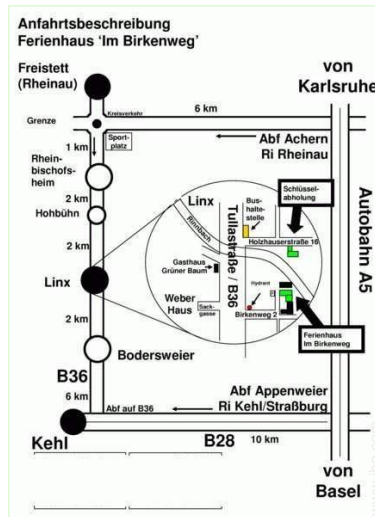 Anfahrtsbeschreibung
Ferienhaus 'Im Birkenweg'
Freistett
(Rheinau)
von
Karlsruhe
Kreisverkehr
6 km
Grenze
Sport-
platz
1 km
Abf Achern
Ri Rheinau
Rhein-
bischofs-
heim
2 km
Hohbühn
2 km
Linx
2 km
Bodersweier
B36
6 km
Linx
Rinnbach
Tullastraße / B36
Bus-
halte-
stelle
Schlüssel-
abholung
Holzhauserstraße 16
Gasthaus
Grüner Baum
Weber
Haus
Sack-
gasse
Hydrant
Birkenweg 2
Ferienhaus
Im Birkenweg
Autobahn A5
Abf Appenweier
Ri Kehl/Straßburg
Abf auf B36
Kehl
B28
10 km
von
Basel